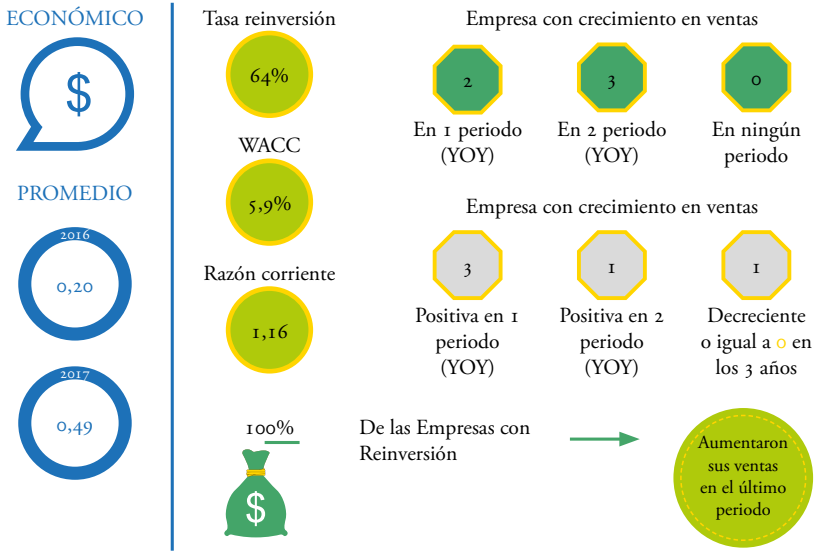 ECONÓMICO
$
PROMEDIO
2016
0,20
2017
0,49
Tasa reinversión
64%
WACC
5,9%
Razón corriente
1,16
Empresa con crecimiento en ventas
2
En 1 periodo
(YOY)
3
En 2 periodo
(YOY)
0
En ningún
periodo
Empresa con crecimiento en ventas
3
Positiva en 1
periodo
(YOY)
1
Positiva en 2
periodo
(YOY)
1
Decreciente
o igual a 0 en
los 3 años
100%
$
De las Empresas con
Reinversión
Aumentaron
sus ventas
en el último
periodo